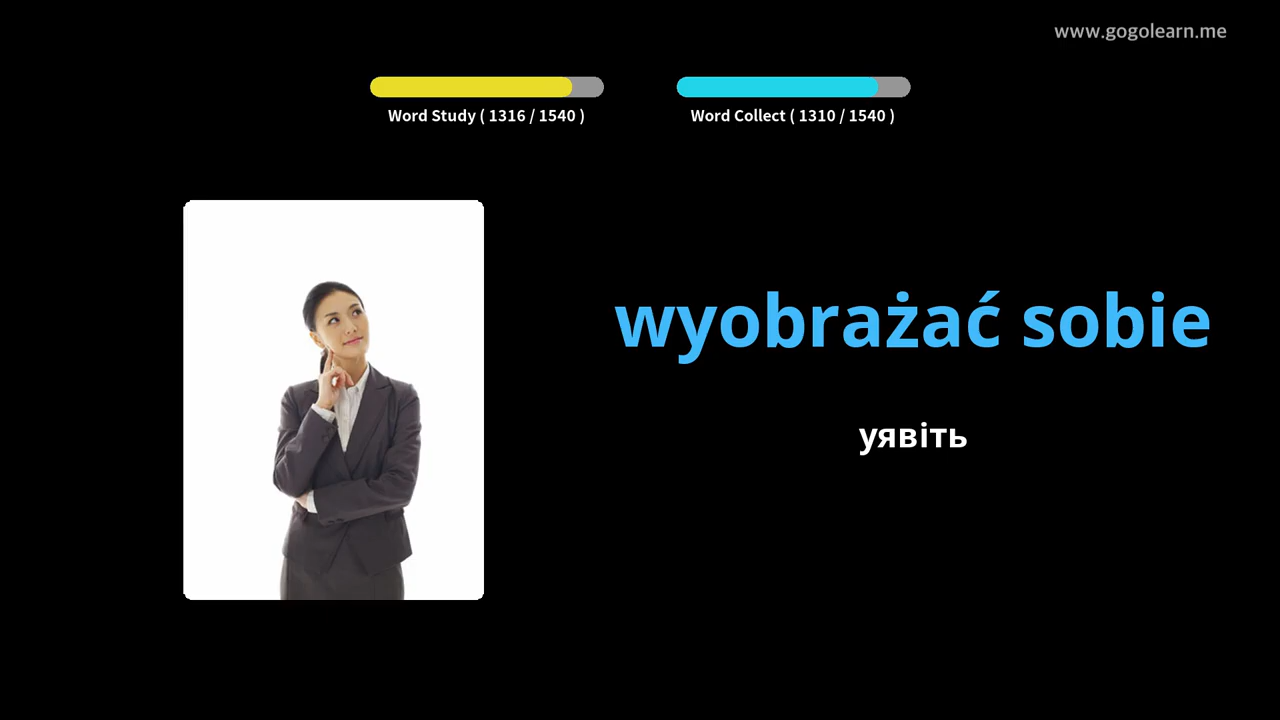 www.gogolearn.me
Word Study ( 1316 / 1540 )
Word Collect ( 1310 / 1540 )
wyobrażać sobie
уявіть